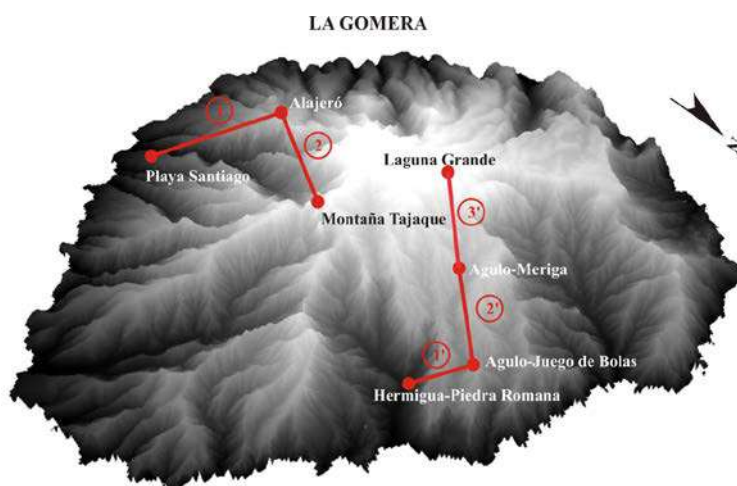 LA GOMERA
Alajeró
1
2
Playa Santiago
Laguna Grande
Montaña Tajaque
3'
Agulo-Meriga
2'
1'
Agulo-Juego de Bolas
Hermigua-Piedra Romana